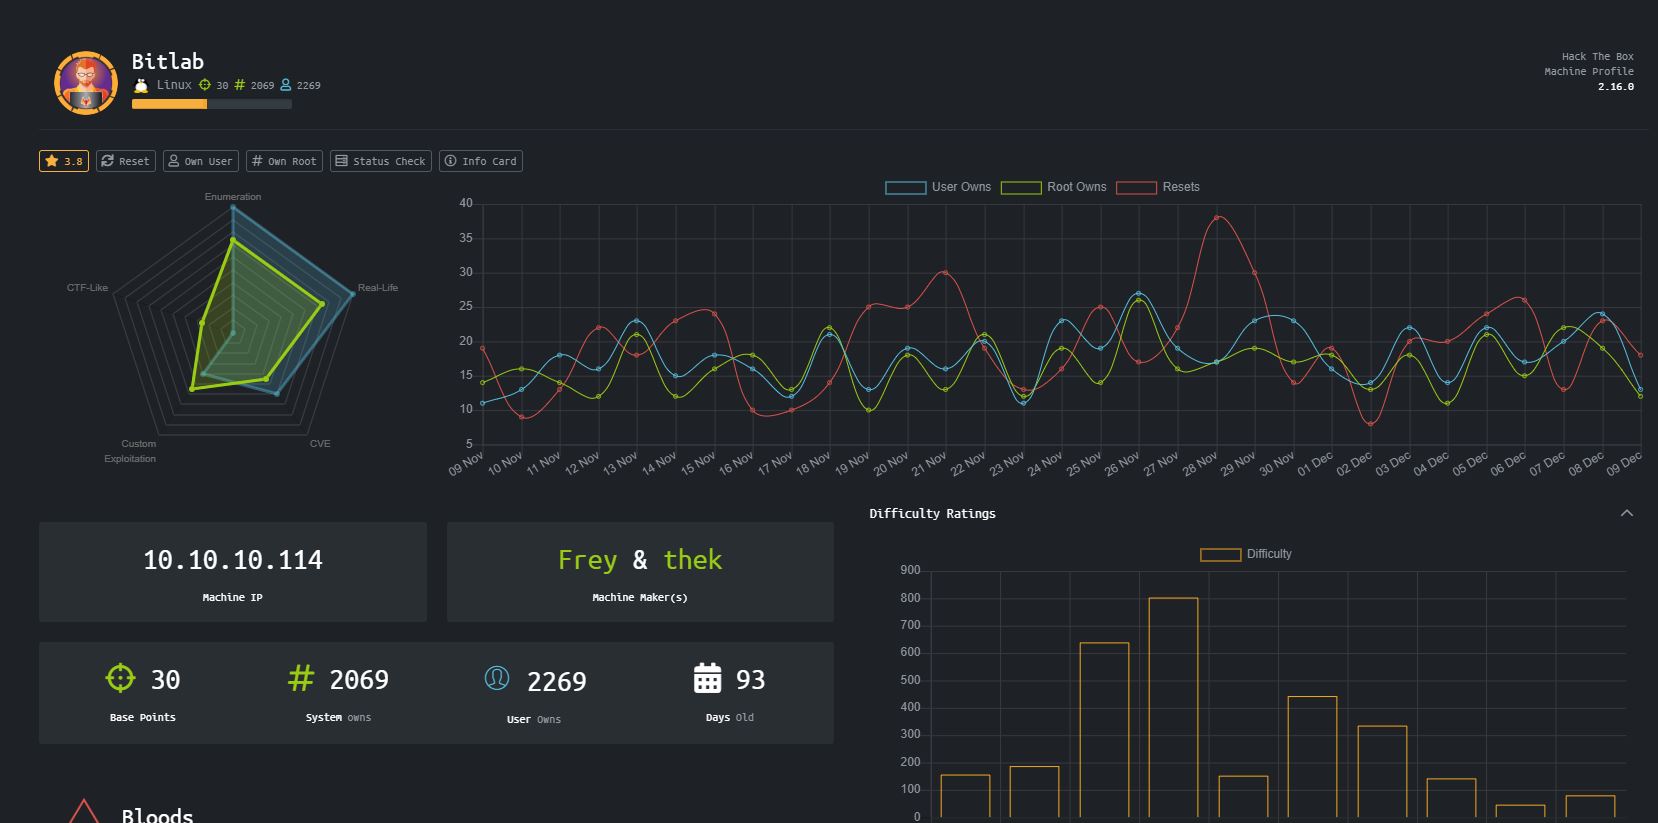 Bitlab
Linux 30 # 2069 2269
Hack The Box
Machine Profile
2.16.0
3.8 Reset Own User # Own Root Status Check Info Card
Enumeration
Real-Life
CVE
Custom
Exploitation
CTF-Like
User Owns Root Owns Resets
40
35
30
25
20
15
10
5
09 Nov 10 Nov 11 Nov 12 Nov 13 Nov 14 Nov 15 Nov 16 Nov 17 Nov 18 Nov 19 Nov 20 Nov 21 Nov 22 Nov 23 Nov 24 Nov 25 Nov 26 Nov 27 Nov 28 Nov 29 Nov 30 Nov 01 Dec 02 Dec 03 Dec 04 Dec 05 Dec 06 Dec 07 Dec 08 Dec 09 Dec
10.10.10.114
Machine IP
Frey & thek
Machine Maker(s)
30
Base Points
# 2069
System owns
2269
User Owns
93
Days Old
Difficulty Ratings
Difficulty
900
800
700
600
500
400
300
200
100
0
Bloods